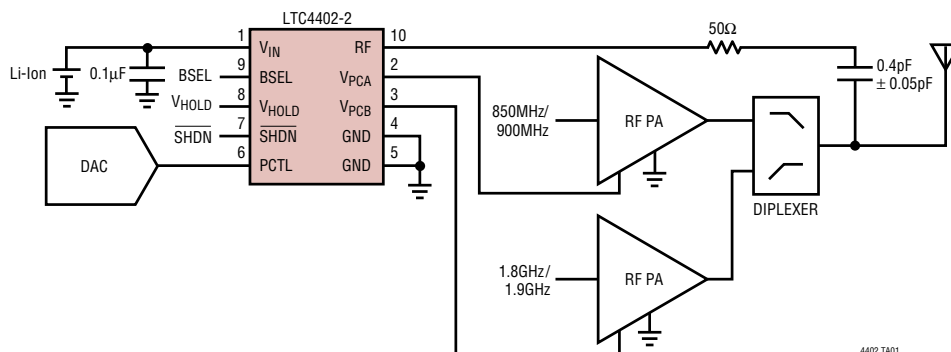 LTC4402-2
1 V_IN RF 10
Li-Ion 0.1µF
BSEL 9 BSEL V_PCA 2
V_HOLD 8 V_HOLD V_PCB 3
SHDN 7 SHDN GND 4
DAC 6 PCTL GND 5
50Ω
0.4pF
± 0.05pF
850MHz/
900MHz
RF PA
DIPLEXER
1.8GHz/
1.9GHz
RF PA
4402 TA01